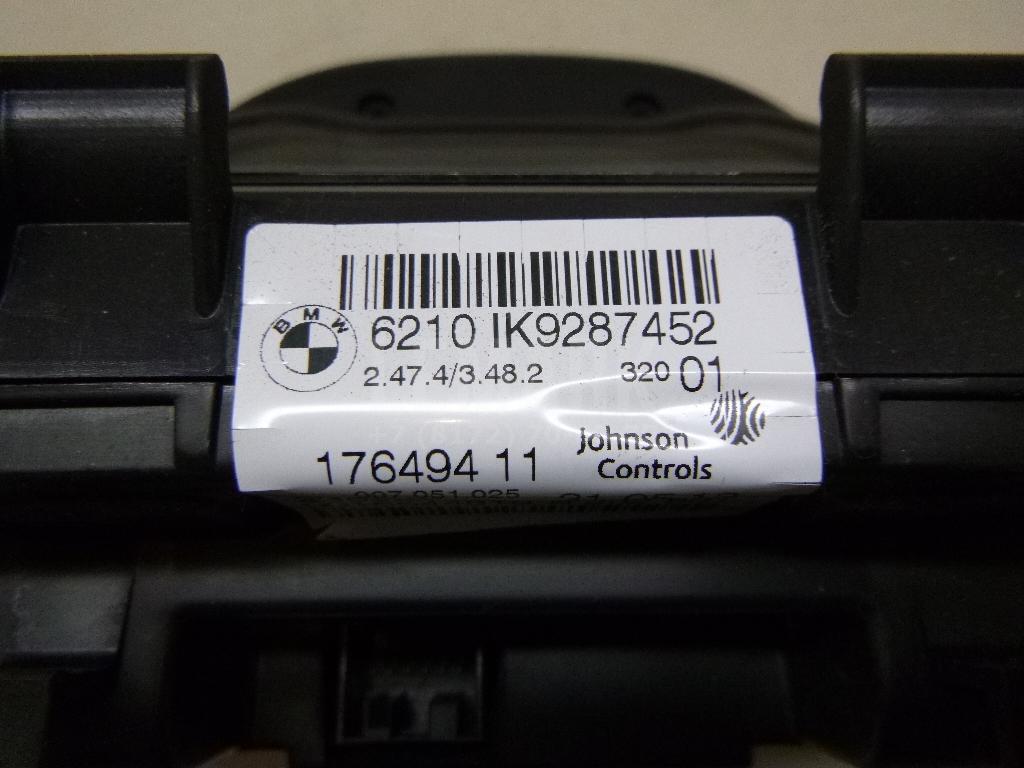 BMW
6210 IK9287452
2.47.4/3.48.2 320 01
Johnson
Controls
176494 11